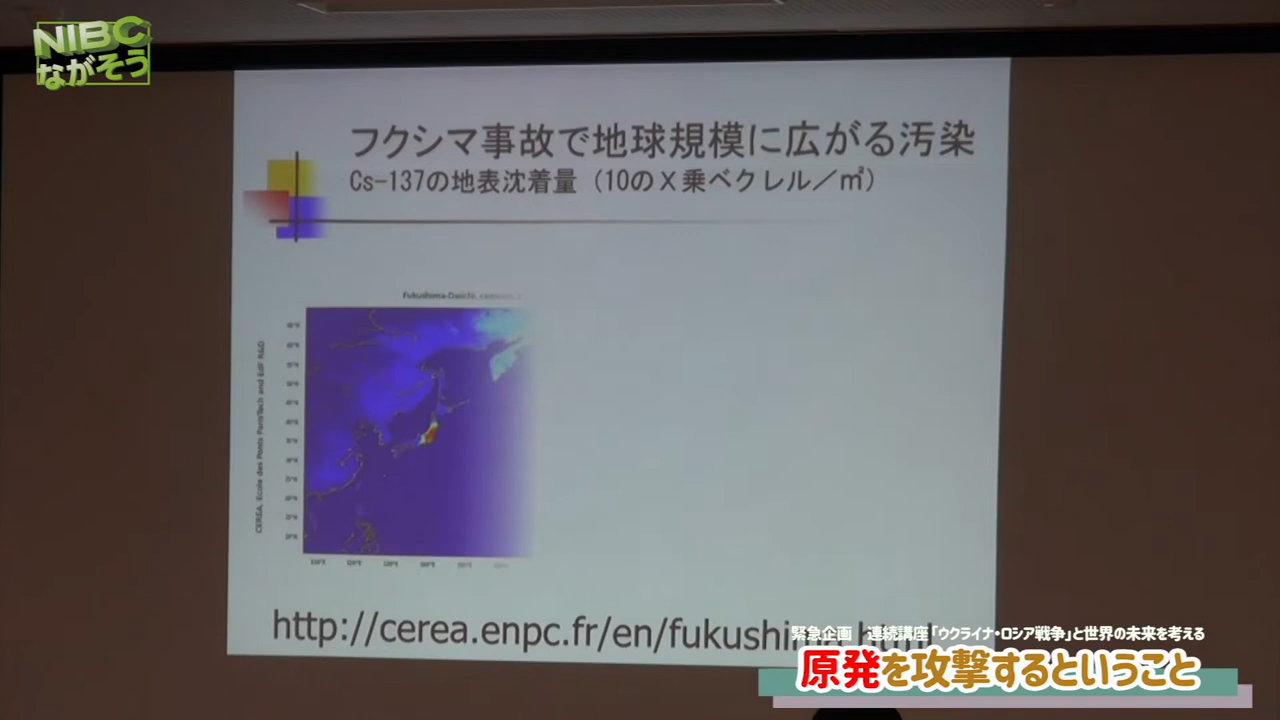 NIBC
ながそう
フクシマ事故で地球規模に広がる汚染
Cs-137の地表沈着量（10のX乗ベクレル／㎡）
Fukushima-Daiichi,
CEREA, Ecole des Ponts ParisTech and EdF R&D
http://cerea.enpc.fr/en/fukushima.html
緊急企画　連続講座「ウクライナ・ロシア戦争」と世界の未来を考える
原発を攻撃するということ